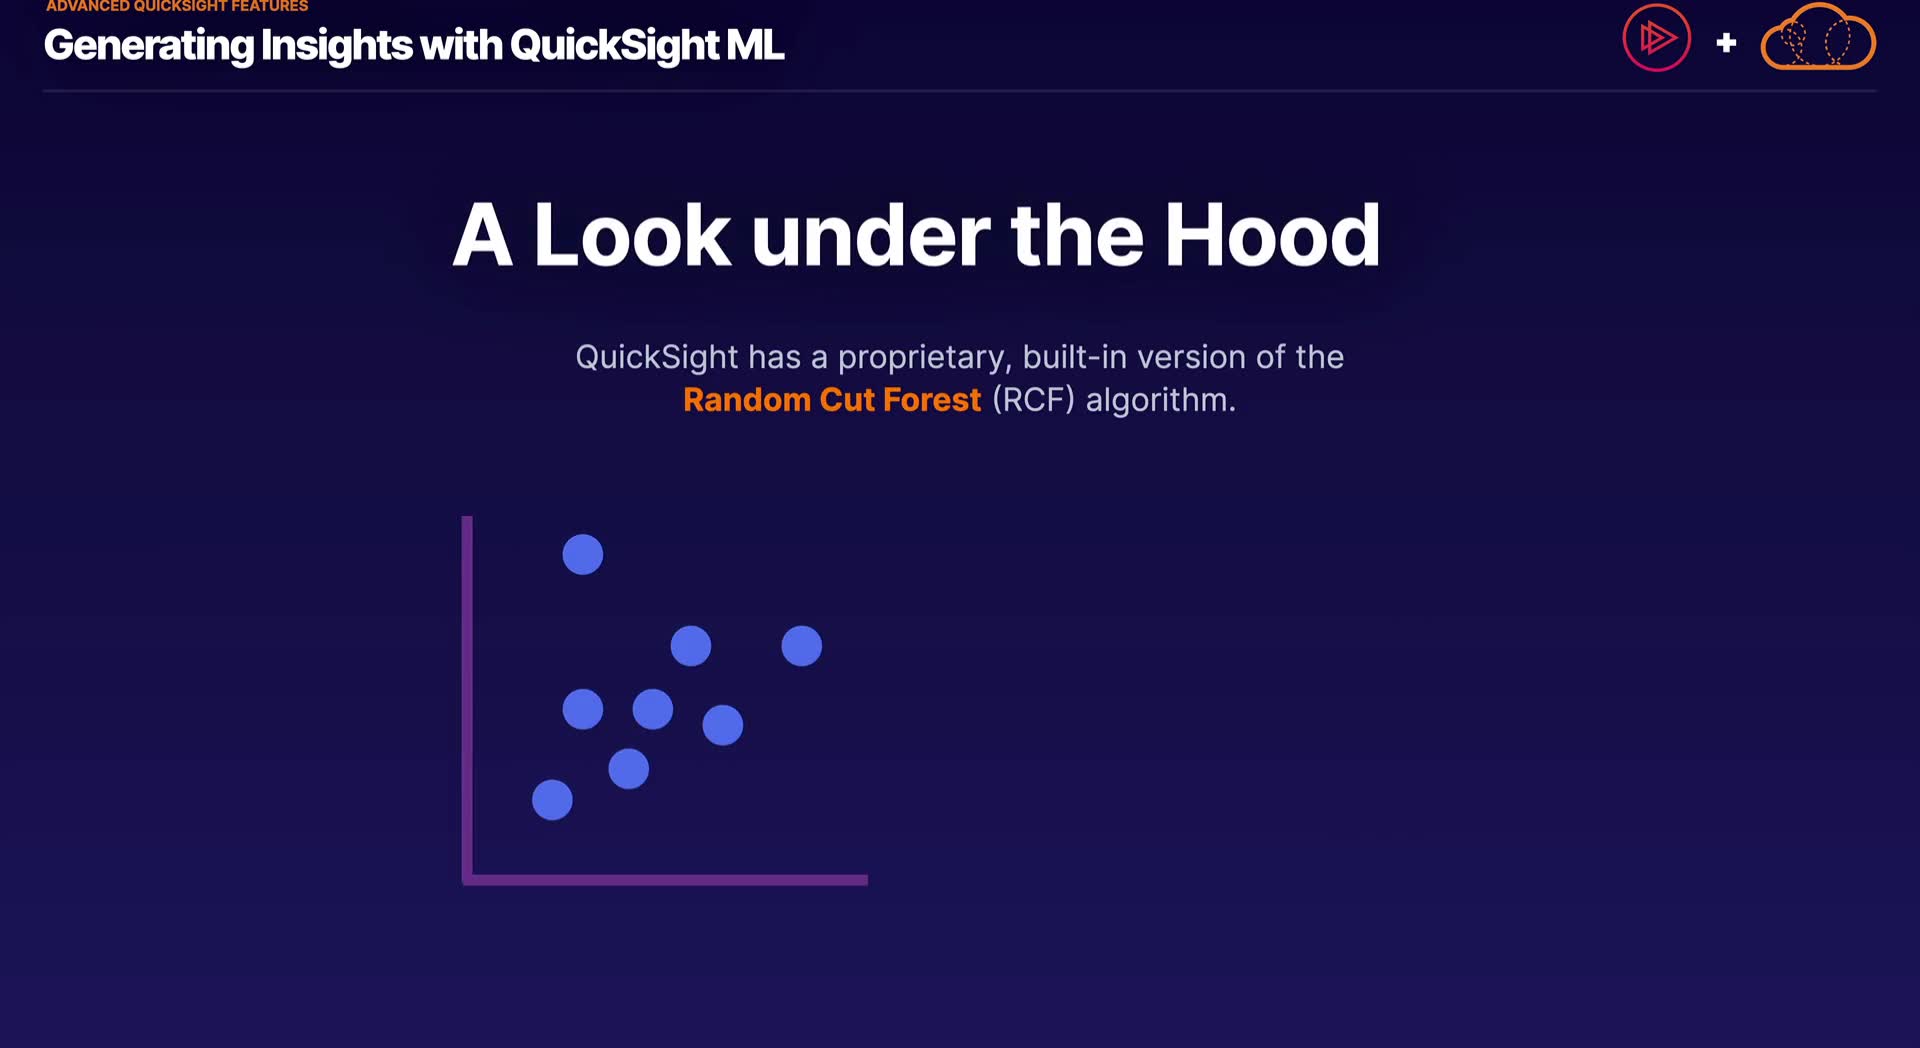 ADVANCED QUICKSIGHT FEATURES
Generating Insights with QuickSight ML
A Look under the Hood
QuickSight has a proprietary, built-in version of the
Random Cut Forest (RCF) algorithm.